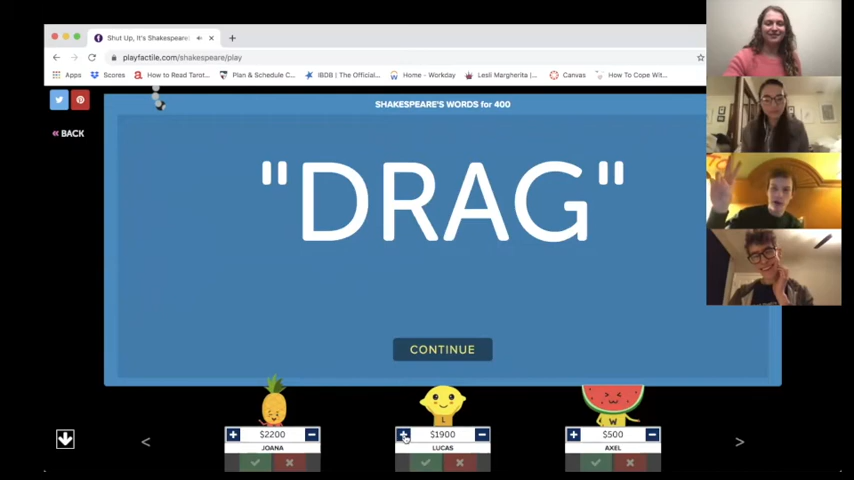 Shut Up, It's Shakespeare!
playfactile.com/shakespeare/play
Apps Scores How to Read Tarot... Plan & Schedule C... IBDB | The Official... Home - Workday Lesli Margherita |... Canvas How To Cope Wit...
BACK
SHAKESPEARE'S WORDS for 400
"DRAG"
CONTINUE
L
W
$2200 $1900 $500
JOANA LUCAS AXEL